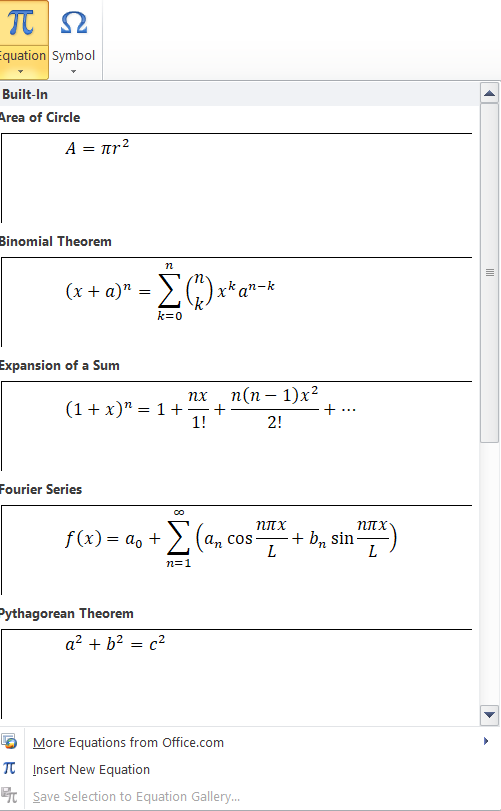 π Ω
Equation Symbol
Built-In
Area of Circle
A = πr²
Binomial Theorem
(x + a)ⁿ = ∑_{k=0}^{n} (n k) xᵏaⁿ⁻ᵏ
Expansion of a Sum
(1 + x)ⁿ = 1 + nx/1! + n(n − 1)x²/2! + ⋯
Fourier Series
f(x) = a₀ + ∑_{n=1}^{∞} (aₙ cos nπx/L + bₙ sin nπx/L)
Pythagorean Theorem
a² + b² = c²
More Equations from Office.com
π Insert New Equation
π Save Selection to Equation Gallery...